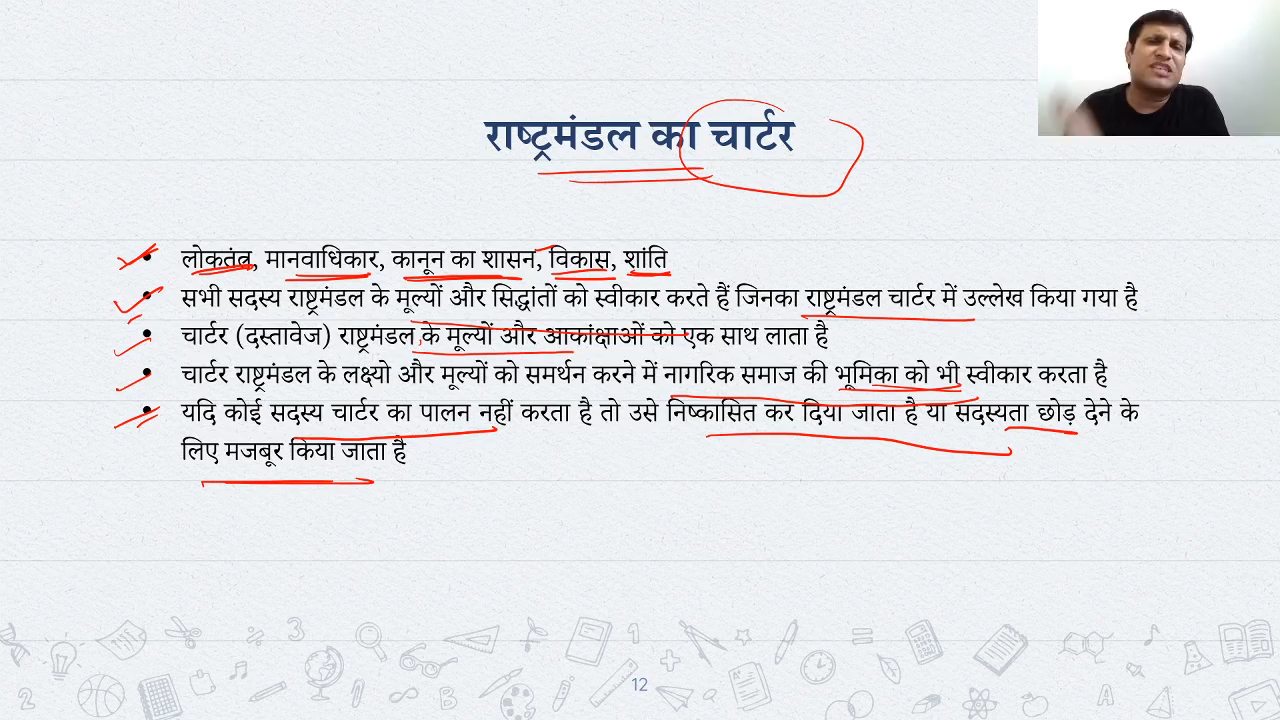 राष्ट्रमंडल का चार्टर
• लोकतंत्र, मानवाधिकार, कानून का शासन, विकास, शांति
• सभी सदस्य राष्ट्रमंडल के मूल्यों और सिद्धांतों को स्वीकार करते हैं जिनका राष्ट्रमंडल चार्टर में उल्लेख किया गया है
• चार्टर (दस्तावेज) राष्ट्रमंडल के मूल्यों और आकांक्षाओं को एक साथ लाता है
• चार्टर राष्ट्रमंडल के लक्ष्यो और मूल्यों को समर्थन करने में नागरिक समाज की भूमिका को भी स्वीकार करता है
• यदि कोई सदस्य चार्टर का पालन नहीं करता है तो उसे निष्कासित कर दिया जाता है या सदस्यता छोड़ देने के
लिए मजबूर किया जाता है
12